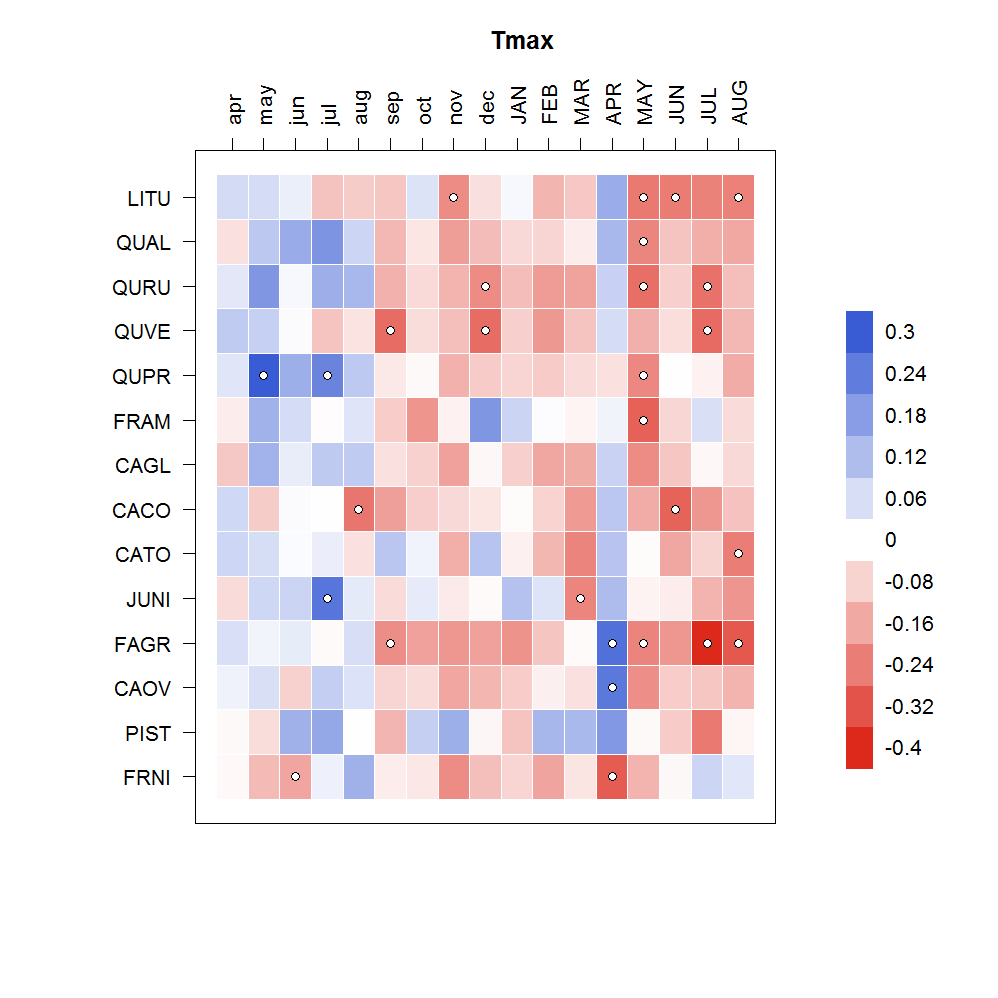 Tmax
apr may jun jul aug sep oct nov dec JAN FEB MAR APR MAY JUN JUL AUG
LITU
QUAL
QURU
QUVE
QUPR
FRAM
CAGL
CACO
CATO
JUNI
FAGR
CAOV
PIST
FRNI
0.3
0.24
0.18
0.12
0.06
0
-0.08
-0.16
-0.24
-0.32
-0.4